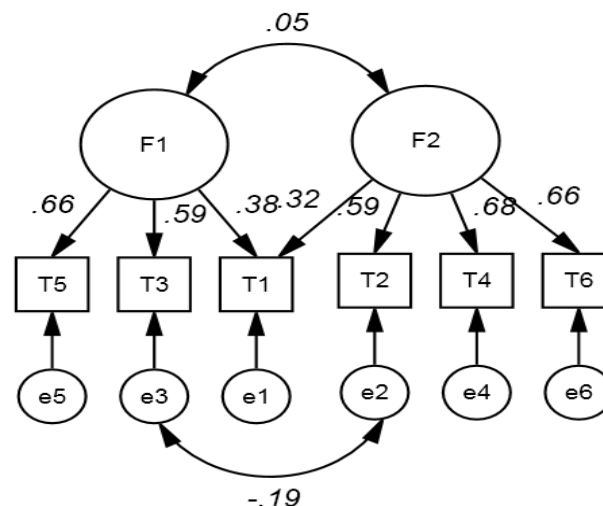 .05
F1
F2
.66
.59
.38
.32
.59
.68
.66
T5
T3
T1
T2
T4
T6
e5
e3
e1
e2
e4
e6
-.19